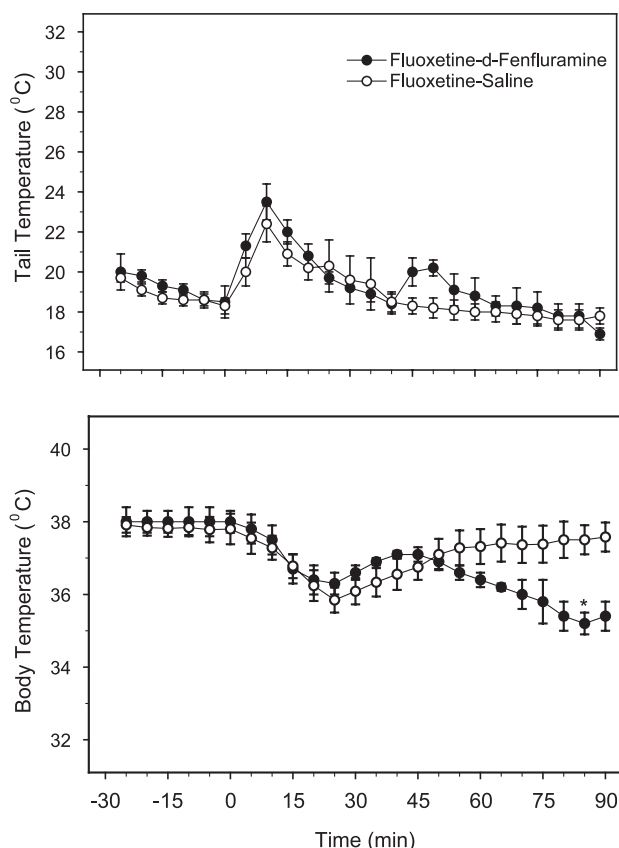 32
30
28
26
24
22
20
18
16
Tail Temperature (⁰C)
Fluoxetine-d-Fenfluramine
Fluoxetine-Saline
40
38
36
34
32
Body Temperature (⁰C)
*
-30 -15 0 15 30 45 60 75 90
Time (min)